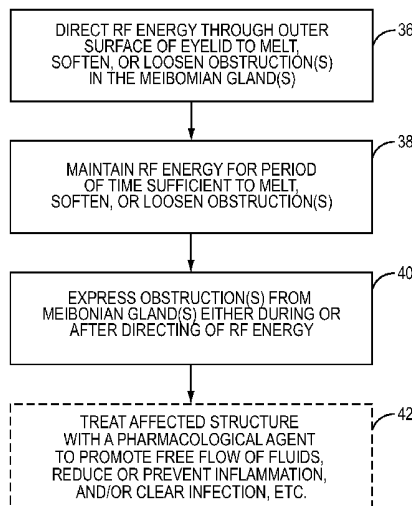 DIRECT RF ENERGY THROUGH OUTER
SURFACE OF EYELID TO MELT,
SOFTEN, OR LOOSEN OBSTRUCTION(S)
IN THE MEIBOMIAN GLAND(S)
36
MAINTAIN RF ENERGY FOR PERIOD
OF TIME SUFFICIENT TO MELT,
SOFTEN, OR LOOSEN OBSTRUCTION(S)
38
EXPRESS OBSTRUCTION(S) FROM
MEIBONIAN GLAND(S) EITHER DURING OR
AFTER DIRECTING OF RF ENERGY
40
TREAT AFFECTED STRUCTURE
WITH A PHARMACOLOGICAL AGENT
TO PROMOTE FREE FLOW OF FLUIDS,
REDUCE OR PREVENT INFLAMMATION,
AND/OR CLEAR INFECTION, ETC.
42